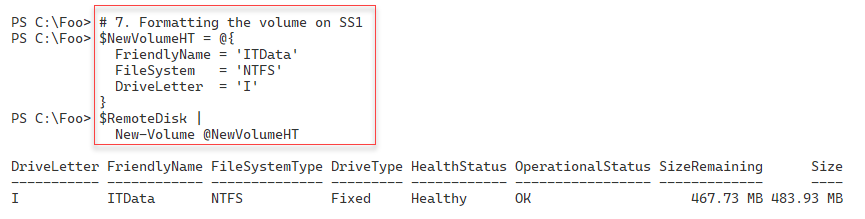 PS C:\Foo> # 7. Formatting the volume on SS1
PS C:\Foo> $NewVolumeHT = @{
             FriendlyName = 'ITData'
             FileSystem   = 'NTFS'
             DriveLetter  = 'I'
           }
PS C:\Foo> $RemoteDisk |
             New-Volume @NewVolumeHT

DriveLetter FriendlyName FileSystemType DriveType HealthStatus OperationalStatus SizeRemaining      Size
----------- ------------ -------------- --------- ------------ ----------------- -------------      ----
I           ITData       NTFS           Fixed     Healthy      OK                    467.73 MB 483.93 MB